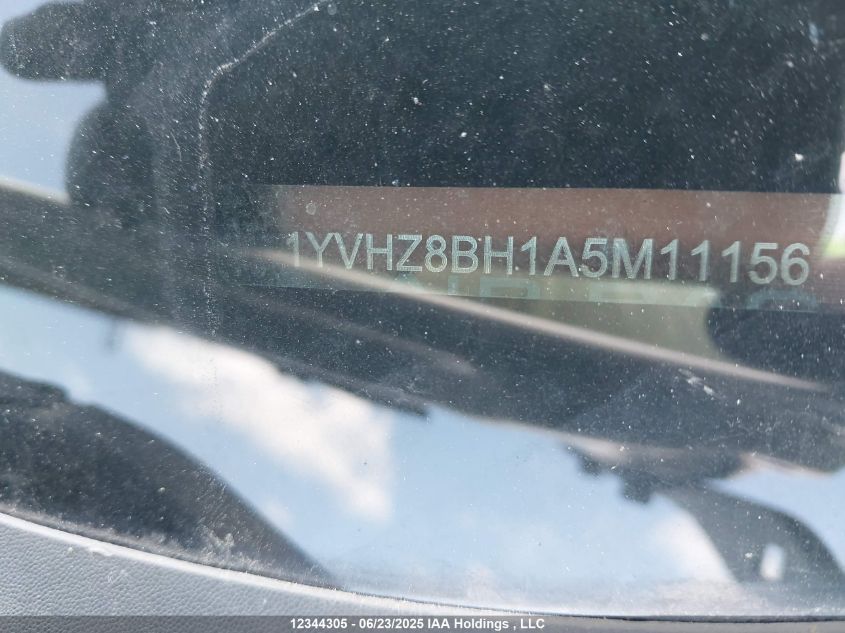 1YVHZ8BH1A5M11156
12344305 - 06/23/2025 IAA Holdings , LLC